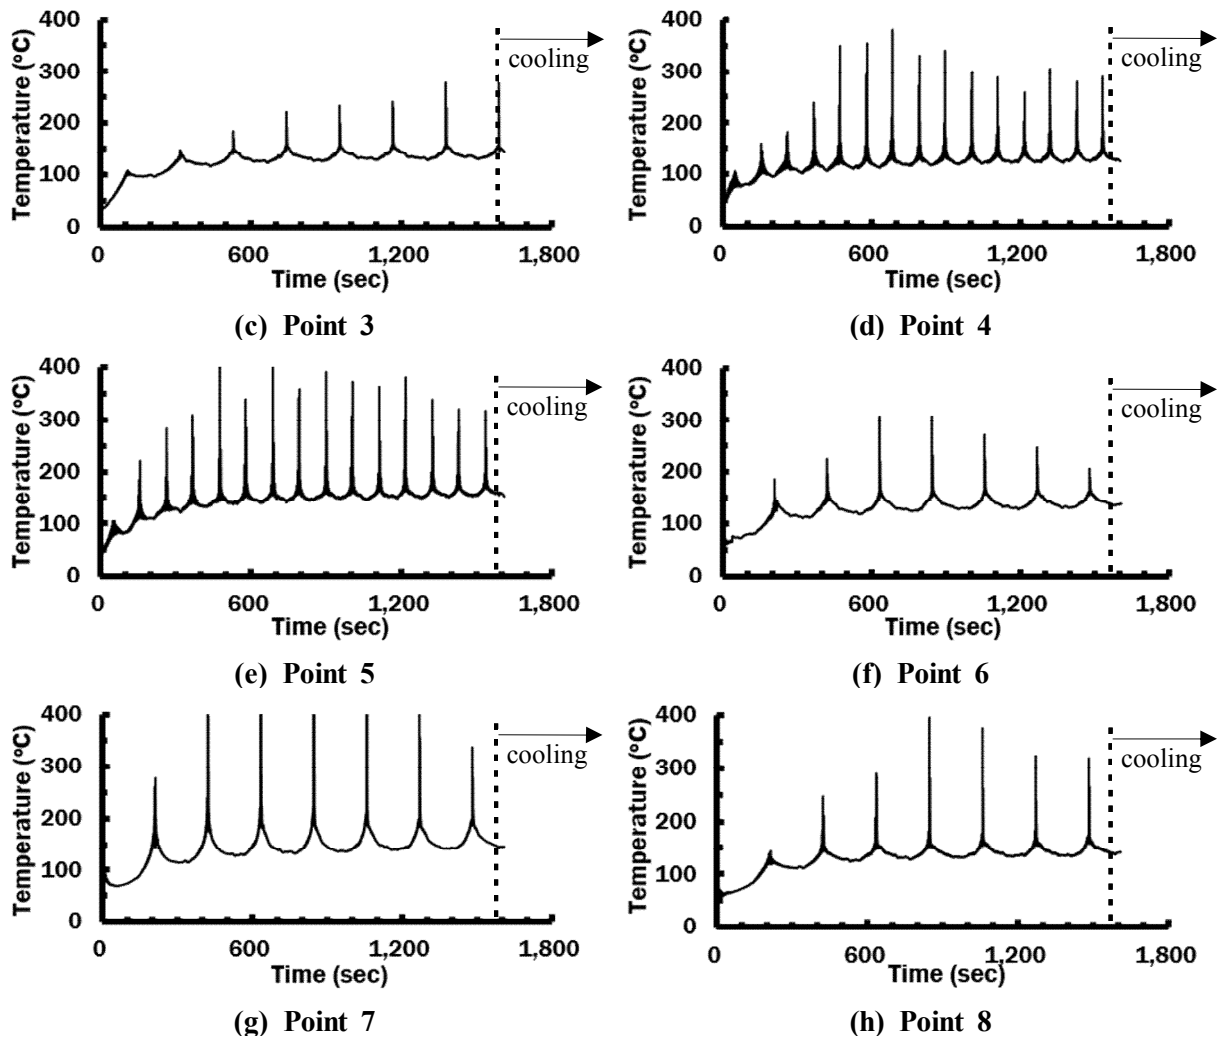 400
300
200
100
0
Temperature (ºC)
cooling
0
600
1,200
1,800
Time (sec)
(c) Point 3
400
300
200
100
0
Temperature (ºC)
cooling
0
600
1,200
1,800
Time (sec)
(d) Point 4
400
300
200
100
0
Temperature (ºC)
cooling
0
600
1,200
1,800
Time (sec)
(e) Point 5
400
300
200
100
0
Temperature (ºC)
cooling
0
600
1,200
1,800
Time (sec)
(f) Point 6
400
300
200
100
0
Temperature (ºC)
cooling
0
600
1,200
1,800
Time (sec)
(g) Point 7
400
300
200
100
0
Temperature (ºC)
cooling
0
600
1,200
1,800
Time (sec)
(h) Point 8